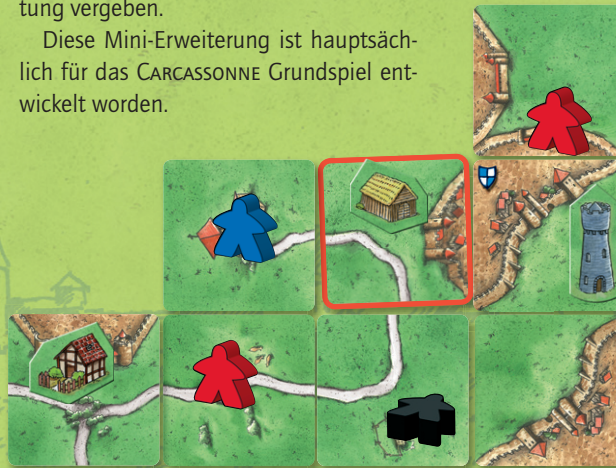 tung vergeben.
Diese Mini-Erweiterung ist hauptsäch-
lich für das CARCASSONNE Grundspiel ent-
wickelt worden.